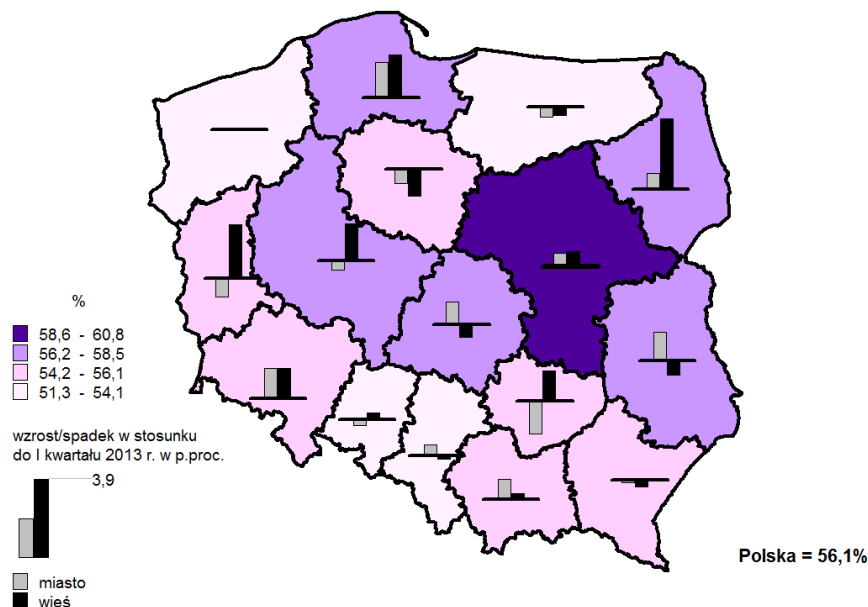 %
58,6 - 60,8
56,2 - 58,5
54,2 - 56,1
51,3 - 54,1
wzrost/spadek w stosunku
do I kwartału 2013 r. w p.proc.
3,9
miasto
wieś
Polska = 56,1%